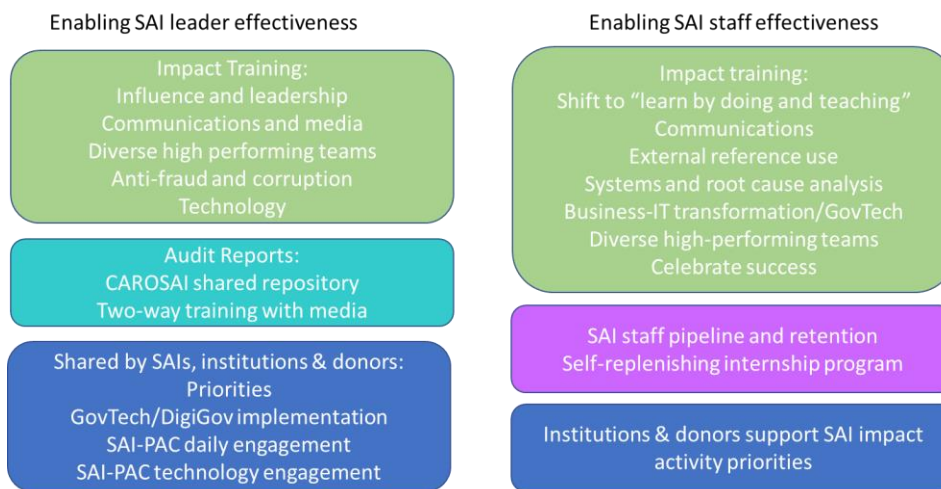 Enabling SAI leader effectiveness
Impact Training:
Influence and leadership
Communications and media
Diverse high performing teams
Anti-fraud and corruption
Technology
Audit Reports:
CAROSAI shared repository
Two-way training with media
Shared by SAIs, institutions & donors:
Priorities
GovTech/DigiGov implementation
SAI-PAC daily engagement
SAI-PAC technology engagement
Enabling SAI staff effectiveness
Impact training:
Shift to “learn by doing and teaching”
Communications
External reference use
Systems and root cause analysis
Business-IT transformation/GovTech
Diverse high-performing teams
Celebrate success
SAI staff pipeline and retention
Self-replenishing internship program
Institutions & donors support SAI impact
activity priorities